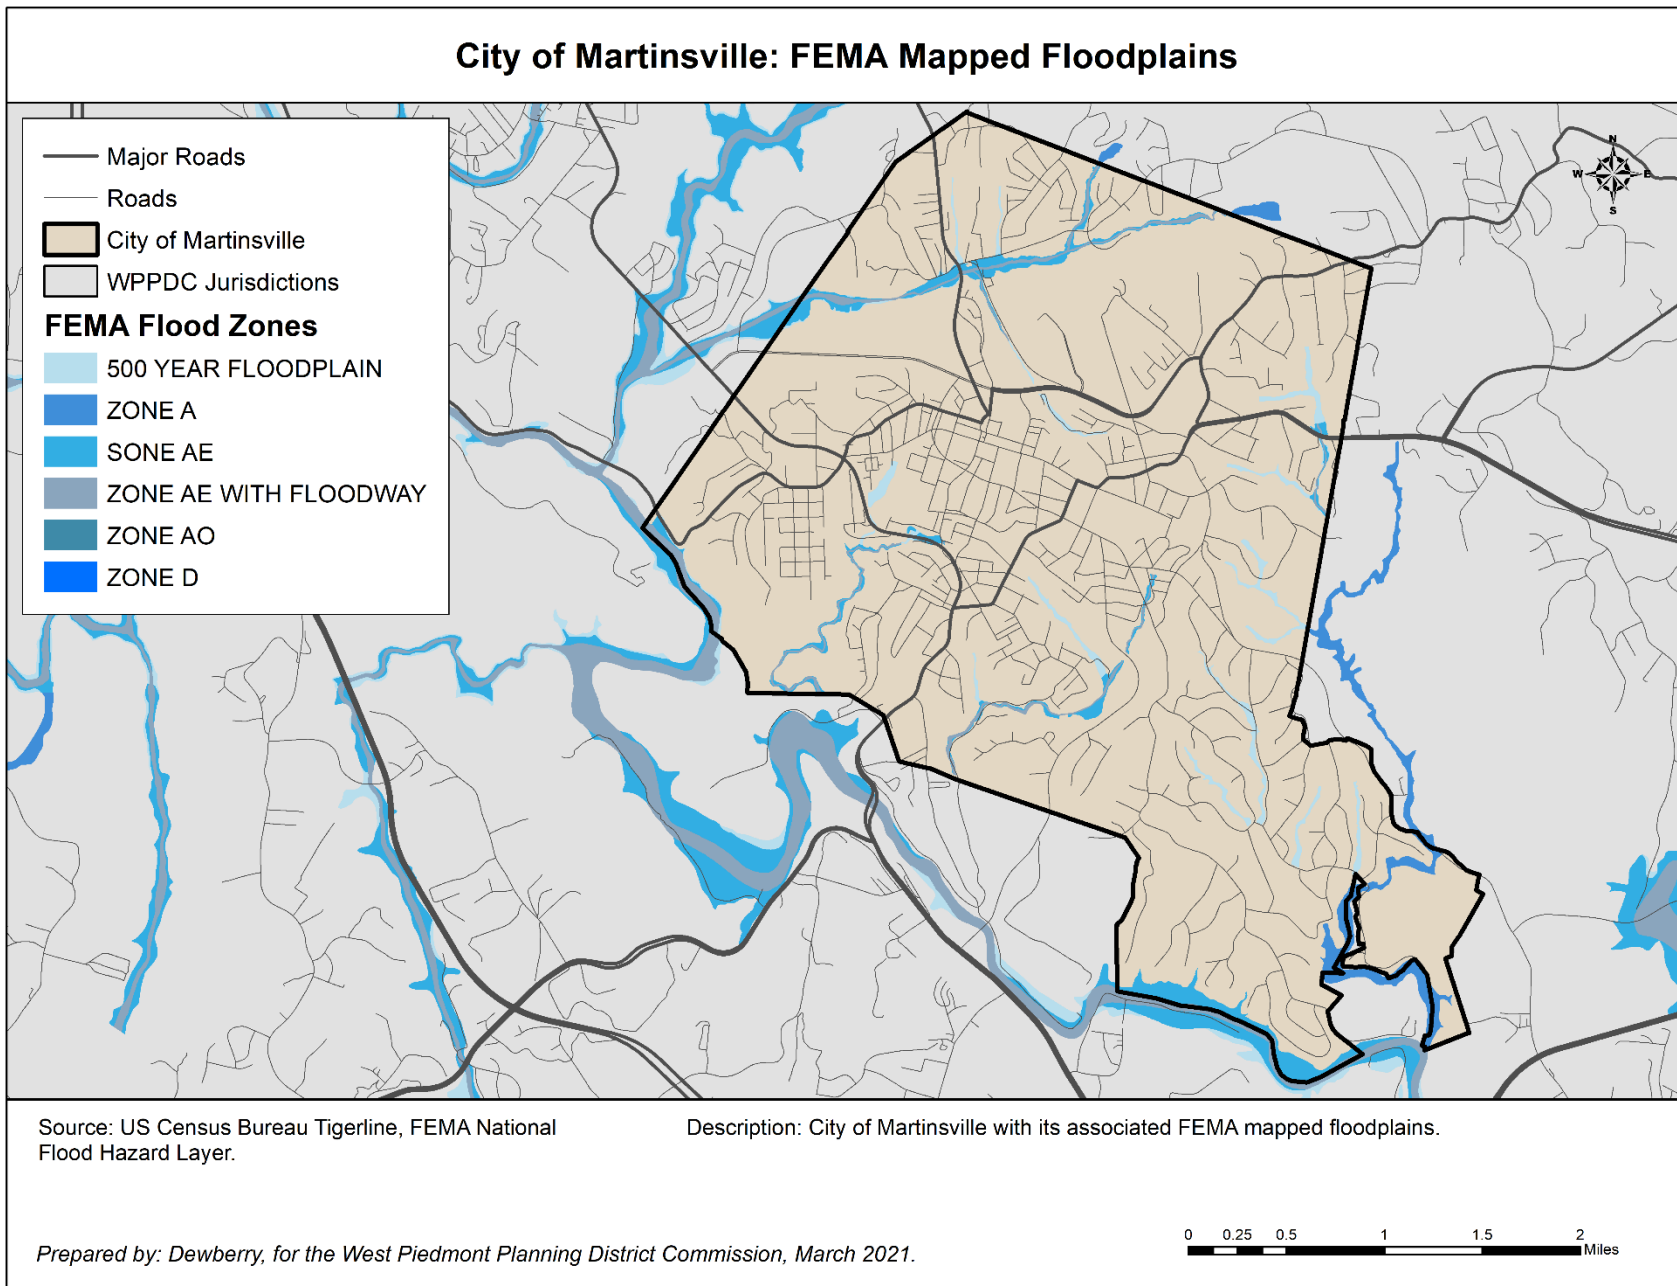 City of Martinsville: FEMA Mapped Floodplains
Major Roads
Roads
City of Martinsville
WPPDC Jurisdictions
FEMA Flood Zones
500 YEAR FLOODPLAIN
ZONE A
SONE AE
ZONE AE WITH FLOODWAY
ZONE AO
ZONE D
N
W E
S
Source: US Census Bureau Tigerline, FEMA National
Flood Hazard Layer.
Description: City of Martinsville with its associated FEMA mapped floodplains.
Prepared by: Dewberry, for the West Piedmont Planning District Commission, March 2021.
0 0.25 0.5 1 1.5 2
Miles